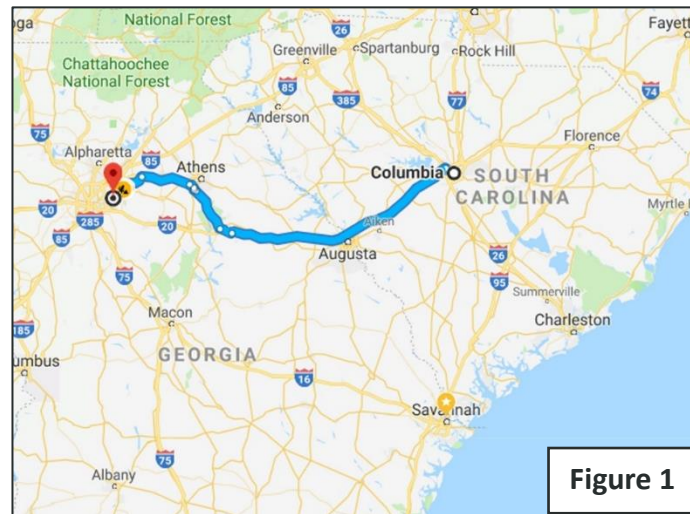 National Forest
Fayett
oga
26
Greenville
Spartanburg
Rock Hill
Chattahoochee
National Forest
85
385
77
74
Anderson
75
Alpharetta
85
Athens
Florence
Columbia
SOUTH
CAROLINA
20
285
20
Aiken
Myrtle
85
Augusta
26
75
95
Summerville
Macon
Charleston
185
GEORGIA
umbus
16
Savannah
75
Albany
Figure 1